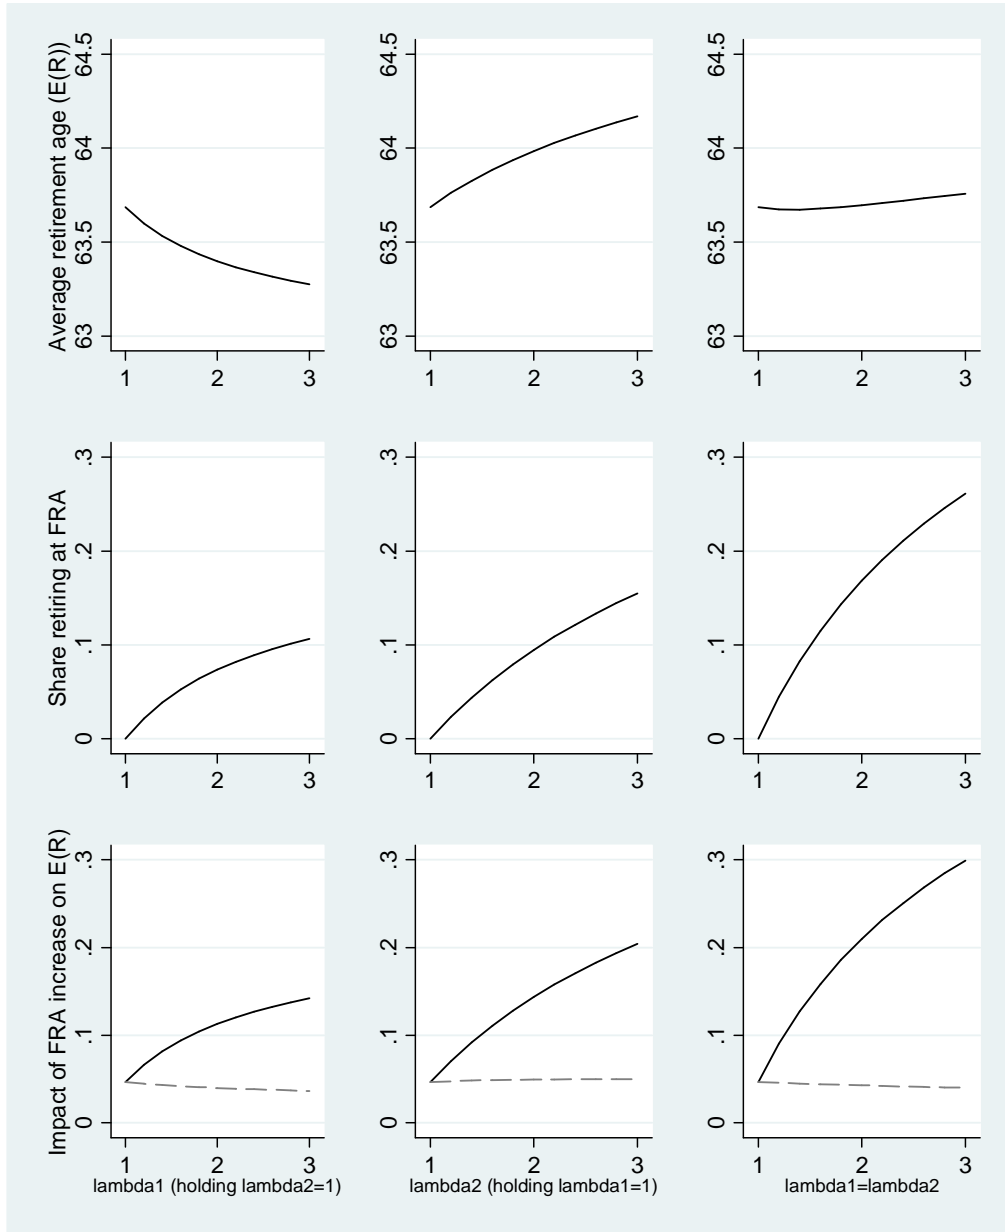 Average retirement age (E(R))
63 63.5 64 64.5
1 2 3
63 63.5 64 64.5
1 2 3
63 63.5 64 64.5
1 2 3
Share retiring at FRA
0 .1 .2 .3
1 2 3
0 .1 .2 .3
1 2 3
0 .1 .2 .3
1 2 3
Impact of FRA increase on E(R)
0 .1 .2 .3
1 2 3
lambda1 (holding lambda2=1)
0 .1 .2 .3
1 2 3
lambda2 (holding lambda1=1)
0 .1 .2 .3
1 2 3
lambda1=lambda2